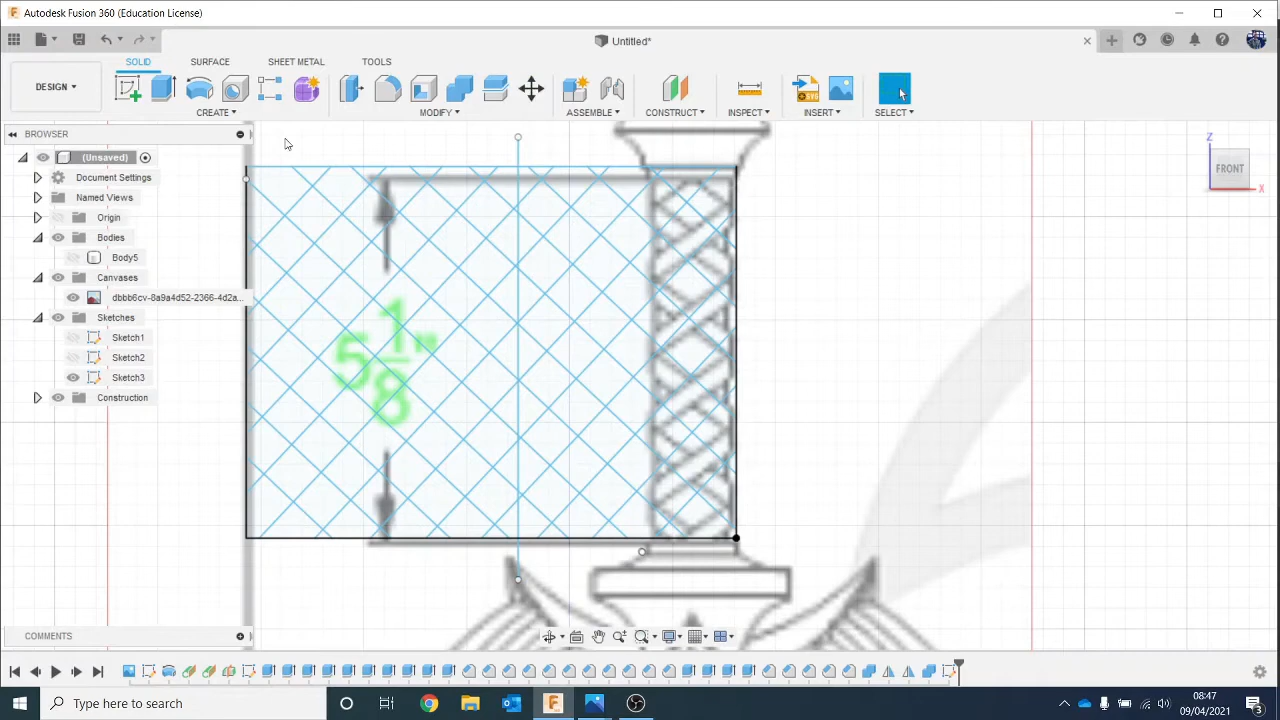 Autodesk Fusion 360 (Education License)
Untitled*
DESIGN
SOLID
SURFACE
SHEET METAL
TOOLS
CREATE
MODIFY
ASSEMBLE
CONSTRUCT
INSPECT
INSERT
SELECT
BROWSER
(Unsaved)
Document Settings
Named Views
Origin
Bodies
Body5
Canvases
dbbb6cv-8a9a4d52-2366-4d2a...
Sketches
Sketch1
Sketch2
Sketch3
Construction
5 1/8"
Z
FRONT
X
COMMENTS
Type here to search
08:47
09/04/2021
3